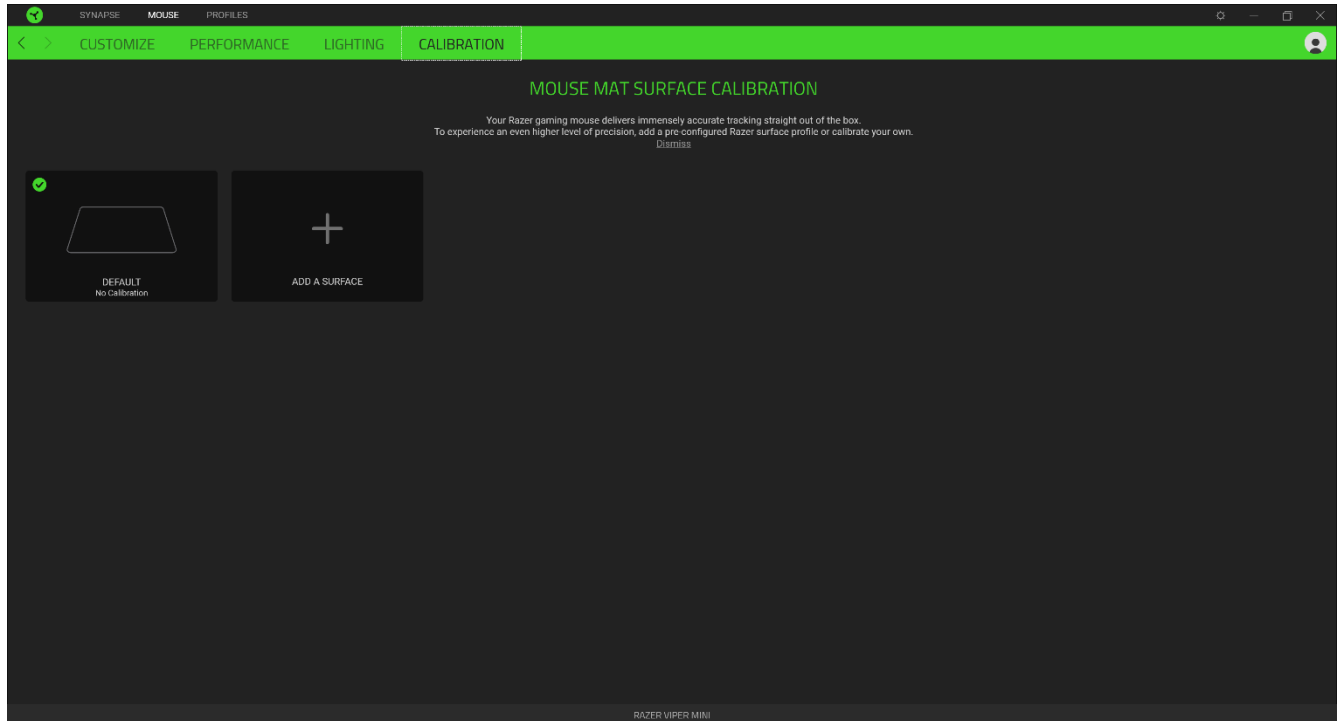 SYNAPSE MOUSE PROFILES
CUSTOMIZE PERFORMANCE LIGHTING CALIBRATION
MOUSE MAT SURFACE CALIBRATION
Your Razer gaming mouse delivers immensely accurate tracking straight out of the box.
To experience an even higher level of precision, add a pre-configured Razer surface profile or calibrate your own.
Dismiss
DEFAULT
No Calibration
ADD A SURFACE
RAZER VIPER MINI